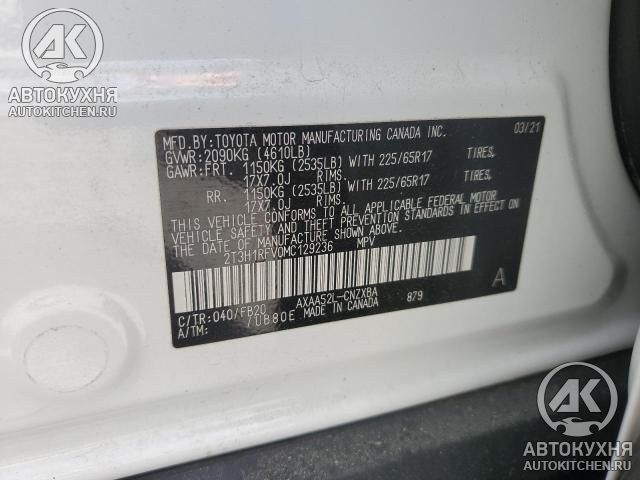 AK
АВТОКУХНЯ
AUTOKITCHEN.RU
MFD.BY:TOYOTA MOTOR MANUFACTURING CANADA INC. 03/21
GVWR:2090KG (4610LB)
GAWR:FRT. 1150KG (2535LB) WITH 225/65R17
17X7.0J RIMS.
RR. 1150KG (2535LB) WITH 225/65R17
17X7.0J RIMS.
THIS VEHICLE CONFORMS TO ALL APPLICABLE FEDERAL MOTOR
VEHICLE SAFETY AND THEFT PREVENTION STANDARDS IN EFFECT ON
THE DATE OF MANUFACTURE SHOWN ABOVE.
2T3H1RFV0MC129236 MPV
A
C/TR:040/FB20 AXAA52L-CNZXBA 879
A/TM: /UB80E MADE IN CANADA
AK
АВТОКУХНЯ
AUTOKITCHEN.RU